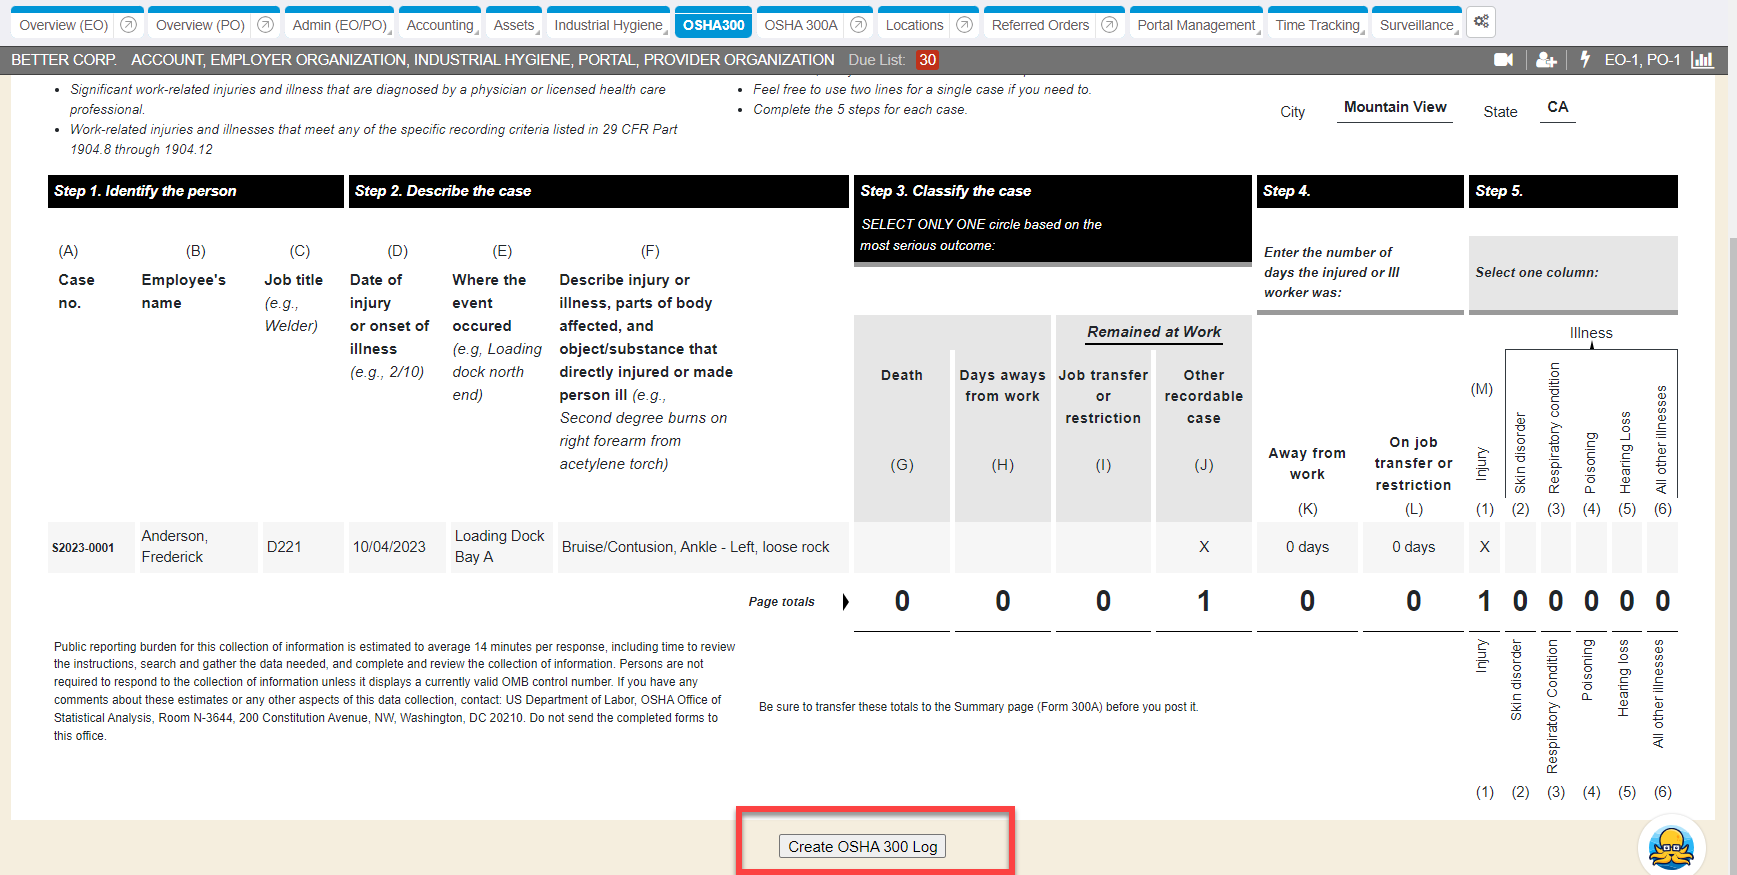 Overview (EO) Overview (PO) Admin (EO/PO) Accounting Assets Industrial Hygiene OSHA300 OSHA 300A Locations Referred Orders Portal Management Time Tracking Surveillance
BETTER CORP. ACCOUNT, EMPLOYER ORGANIZATION, INDUSTRIAL HYGIENE, PORTAL, PROVIDER ORGANIZATION Due List: 30 EO-1, PO-1
• Significant work-related injuries and illness that are diagnosed by a physician or licensed health care
professional.
• Work-related injuries and illnesses that meet any of the specific recording criteria listed in 29 CFR Part
1904.8 through 1904.12
• Feel free to use two lines for a single case if you need to.
• Complete the 5 steps for each case.
City Mountain View State CA
Step 1. Identify the person
Step 2. Describe the case
Step 3. Classify the case
SELECT ONLY ONE circle based on the
most serious outcome:
Step 4.
Step 5.
(A)
Case
no.
(B)
Employee's
name
(C)
Job title
(e.g.,
Welder)
(D)
Date of
injury
or onset of
illness
(e.g., 2/10)
(E)
Where the
event
occured
(e.g, Loading
dock north
end)
(F)
Describe injury or
illness, parts of body
affected, and
object/substance that
directly injured or made
person ill (e.g.,
Second degree burns on
right forearm from
acetylene torch)
Enter the number of
days the injured or Ill
worker was:
Select one column:
Remained at Work
Death
(G)
Days aways
from work
(H)
Job transfer
or
restriction
(I)
Other
recordable
case
(J)
Away from
work
(K)
On job
transfer or
restriction
(L)
Illness
(M)
Injury
Skin disorder
Respiratory condition
Poisoning
Hearing Loss
All other illnesses
(1) (2) (3) (4) (5) (6)
S2023-0001
Anderson,
Frederick
D221
10/04/2023
Loading Dock
Bay A
Bruise/Contusion, Ankle - Left, loose rock
X
0 days
0 days
X
Page totals 0 0 0 1 0 0 1 0 0 0 0 0
Public reporting burden for this collection of information is estimated to average 14 minutes per response, including time to review
the instructions, search and gather the data needed, and complete and review the collection of information. Persons are not
required to respond to the collection of information unless it displays a currently valid OMB control number. If you have any
comments about these estimates or any other aspects of this data collection, contact: US Department of Labor, OSHA Office of
Statistical Analysis, Room N-3644, 200 Constitution Avenue, NW, Washington, DC 20210. Do not send the completed forms to
this office.
Be sure to transfer these totals to the Summary page (Form 300A) before you post it.
Injury
Skin disorder
Respiratory Condition
Poisoning
Hearing loss
All other illnesses
(1) (2) (3) (4) (5) (6)
Create OSHA 300 Log